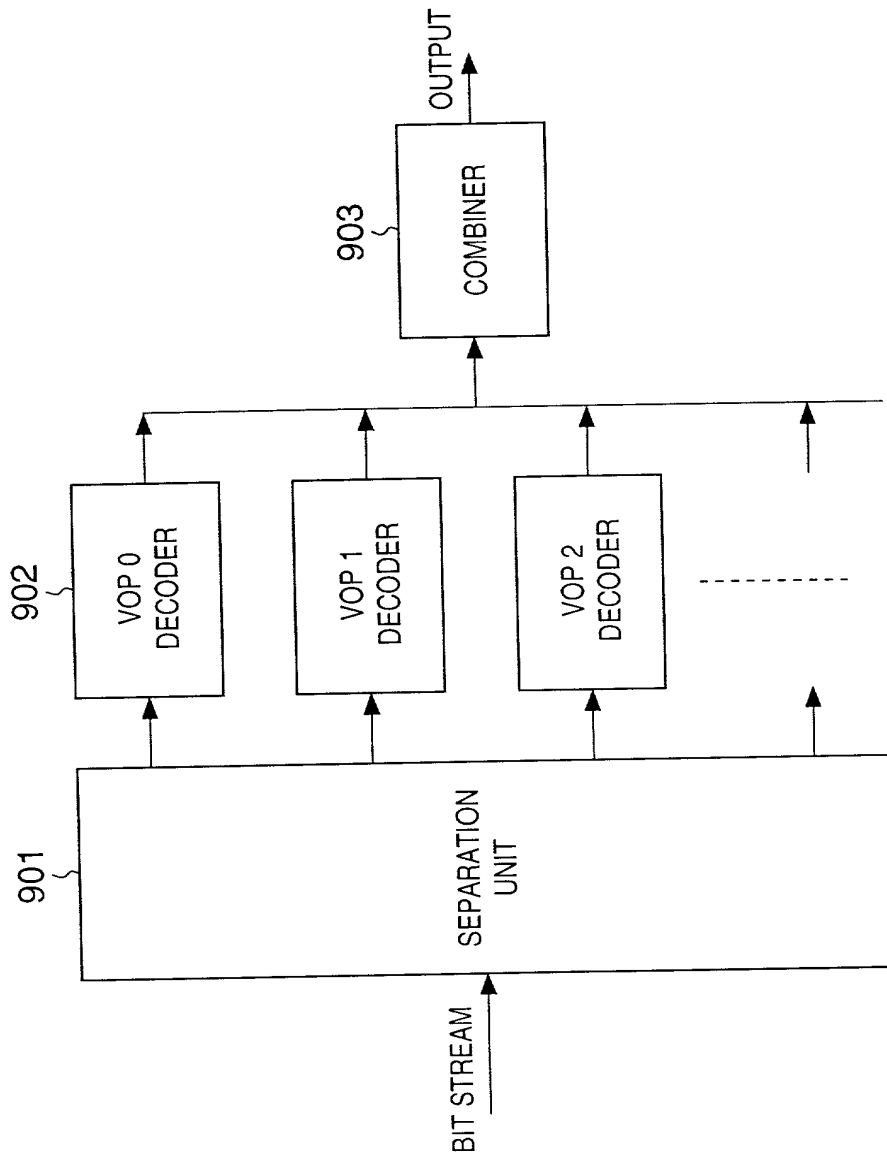 BIT STREAM
901
SEPARATION
UNIT
902
VOP 0
DECODER
VOP 1
DECODER
VOP 2
DECODER
903
COMBINER
OUTPUT